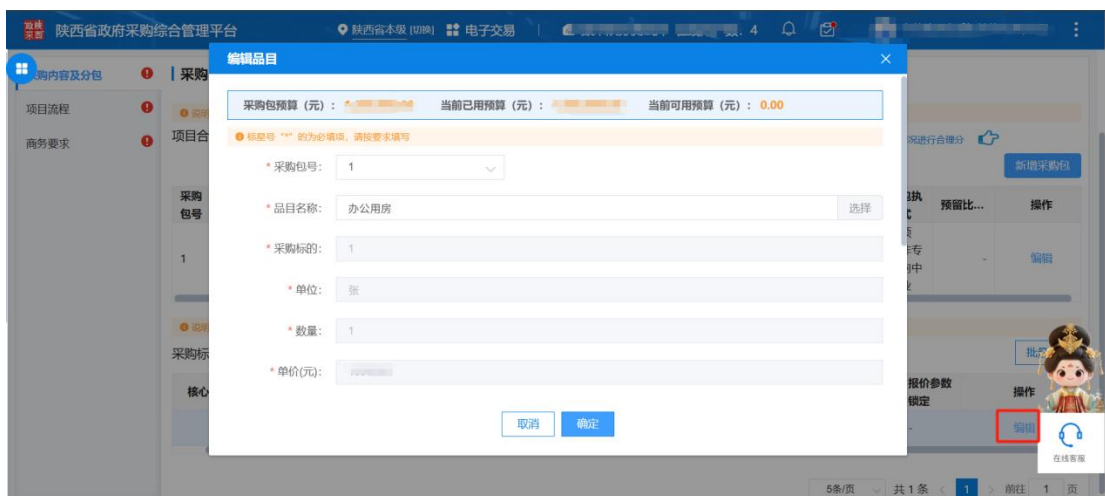 政采 陕采 陕西省政府采购综合管理平台 陕西省本级 [切换] 电子交易 4
编辑品目
购内容及分包
采购
项目流程
商务要求
采购包预算（元）： 当前已用预算（元）： 当前可用预算（元）： 0.00
说明
标星号 "*" 的为必填项，请按要求填写
项目合
况进行合理分
* 采购包号： 1
新增采购包
采购包号
* 品目名称： 办公用房 选择
预留比... 操作
* 采购标的： 1
1
- 编辑
* 单位： 张
* 数量： 1
说明
采购标
* 单价(元)：
核心
报价参数
锁定
操作
取消 确定
- 编辑
在线客服
5条/页 共 1 条 1 前往 1 页